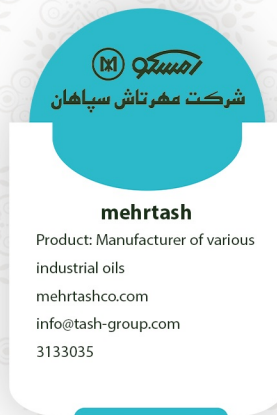 رمسکو
شرکت مهرتاش سپاهان
mehrtash
Product: Manufacturer of various
industrial oils
mehrtashco.com
info@tash-group.com
3133035